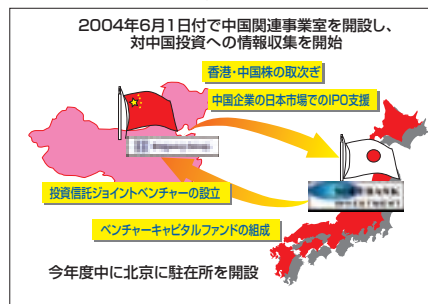 2004年6月1日付で中国関連事業室を開設し、
対中国投資への情報収集を開始
香港・中国株の取次ぎ
中国企業の日本市場でのIPO支援
SOFTBANK
INVESTMENT
投資信託ジョイントベンチャーの設立
ベンチャーキャピタルファンドの組成
今年度中に北京に駐在所を開設